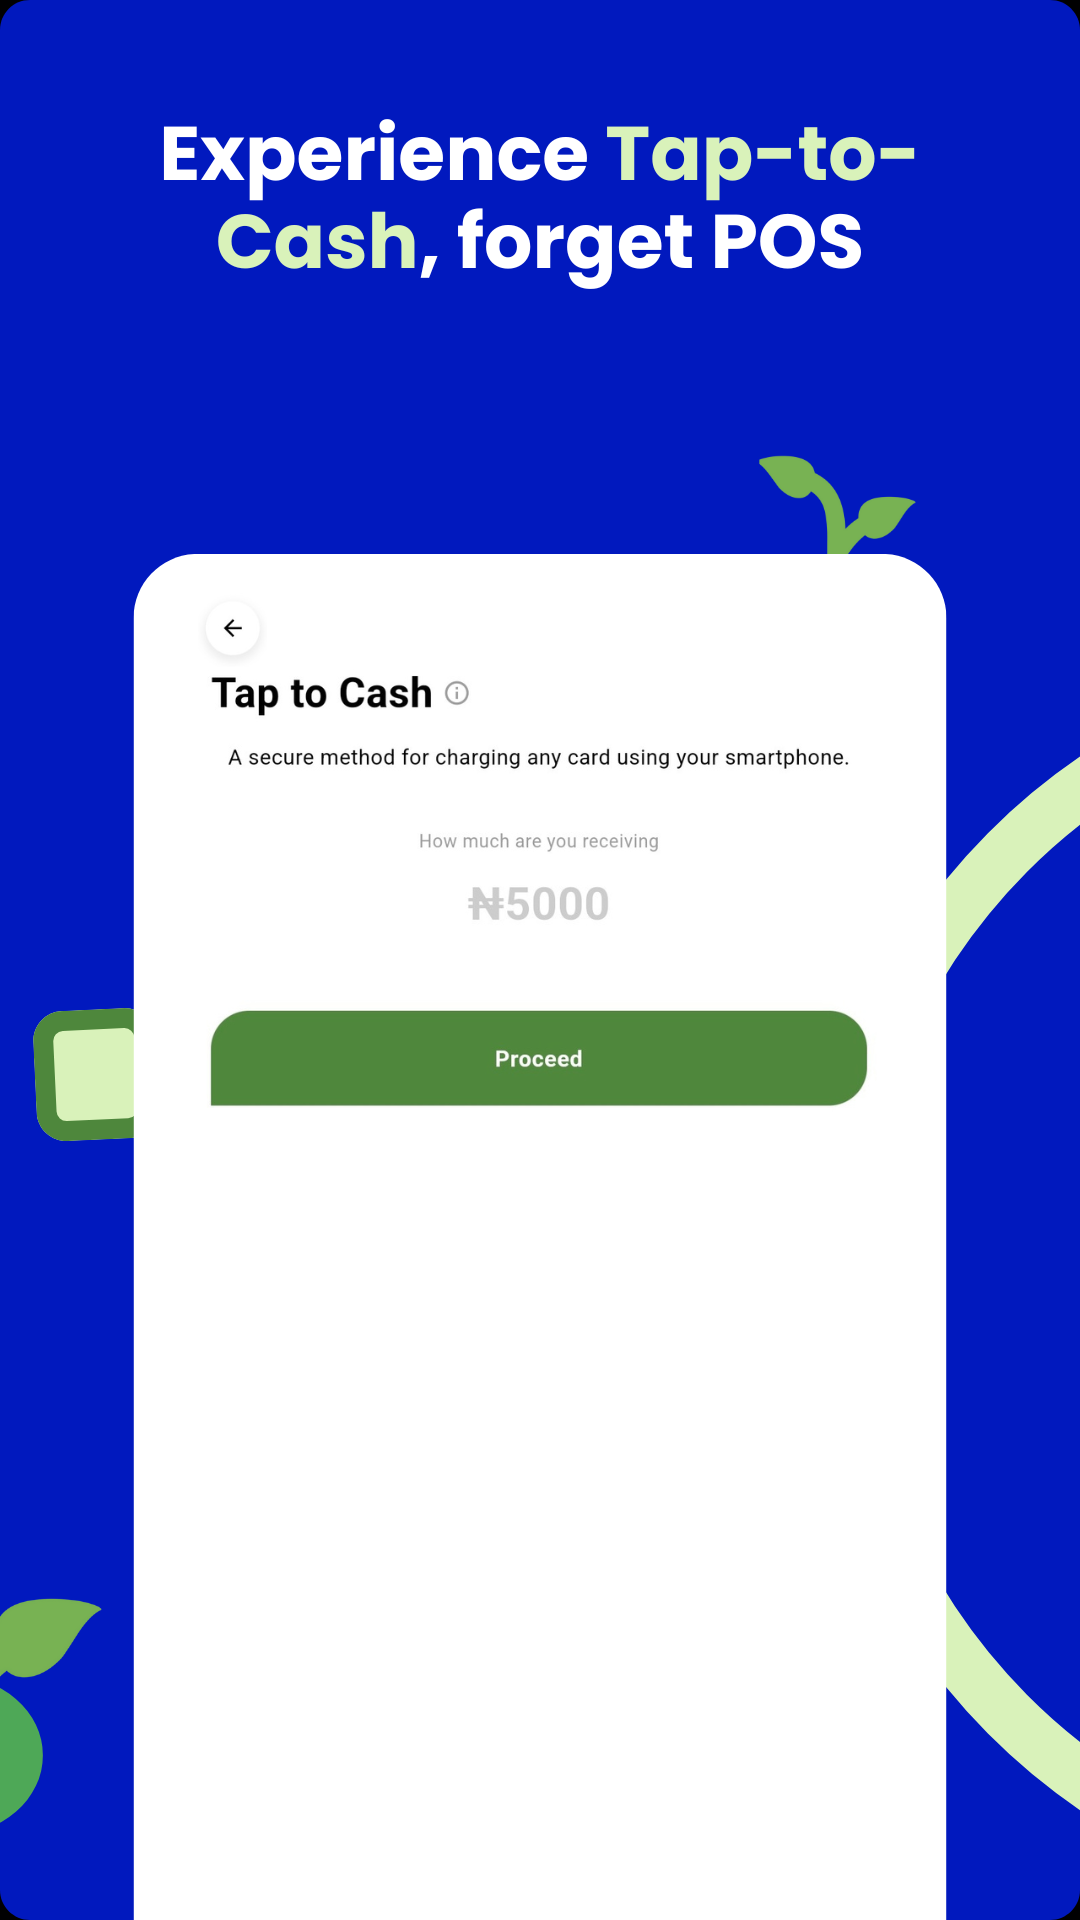 Experience Tap-to-
Cash, forget POS
Tap to Cash
A secure method for charging any card using your smartphone.
How much are you receiving
₦5000
Proceed